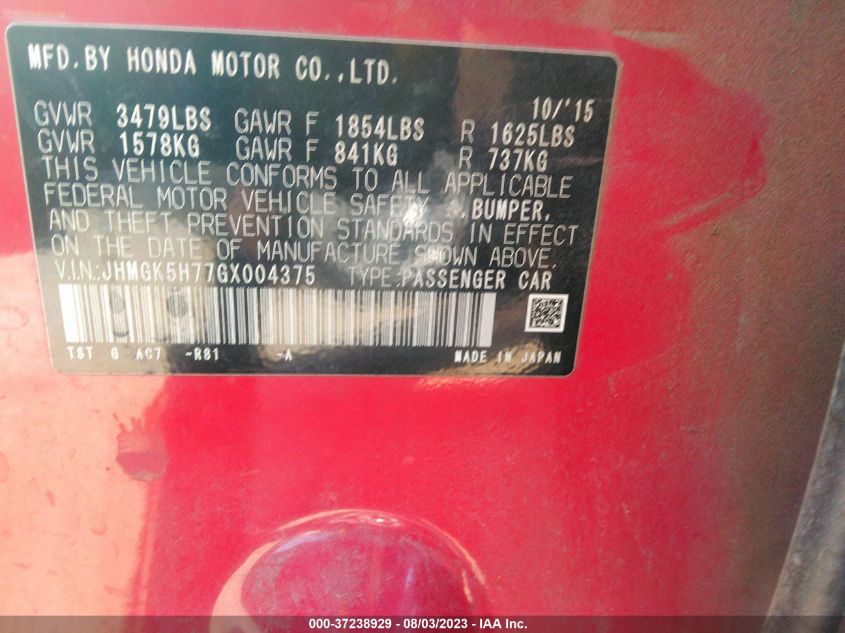 MFD. BY HONDA MOTOR CO., LTD.
10/'15
GVWR 3479LBS GAWR F 1854LBS R 1625LBS
GVWR 1578KG GAWR F 841KG R 737KG
THIS VEHICLE CONFORMS TO ALL APPLICABLE
FEDERAL MOTOR VEHICLE SAFETY ,BUMPER,
AND THEFT PREVENTION STANDARDS IN EFFECT
ON THE DATE OF MANUFACTURE SHOWN ABOVE.
V.I.N.:JHMGK5H77GX004375 TYPE:PASSENGER CAR
TST G AC7 -R81 -A MADE IN JAPAN
000-37238929 - 08/03/2023 - IAA Inc.